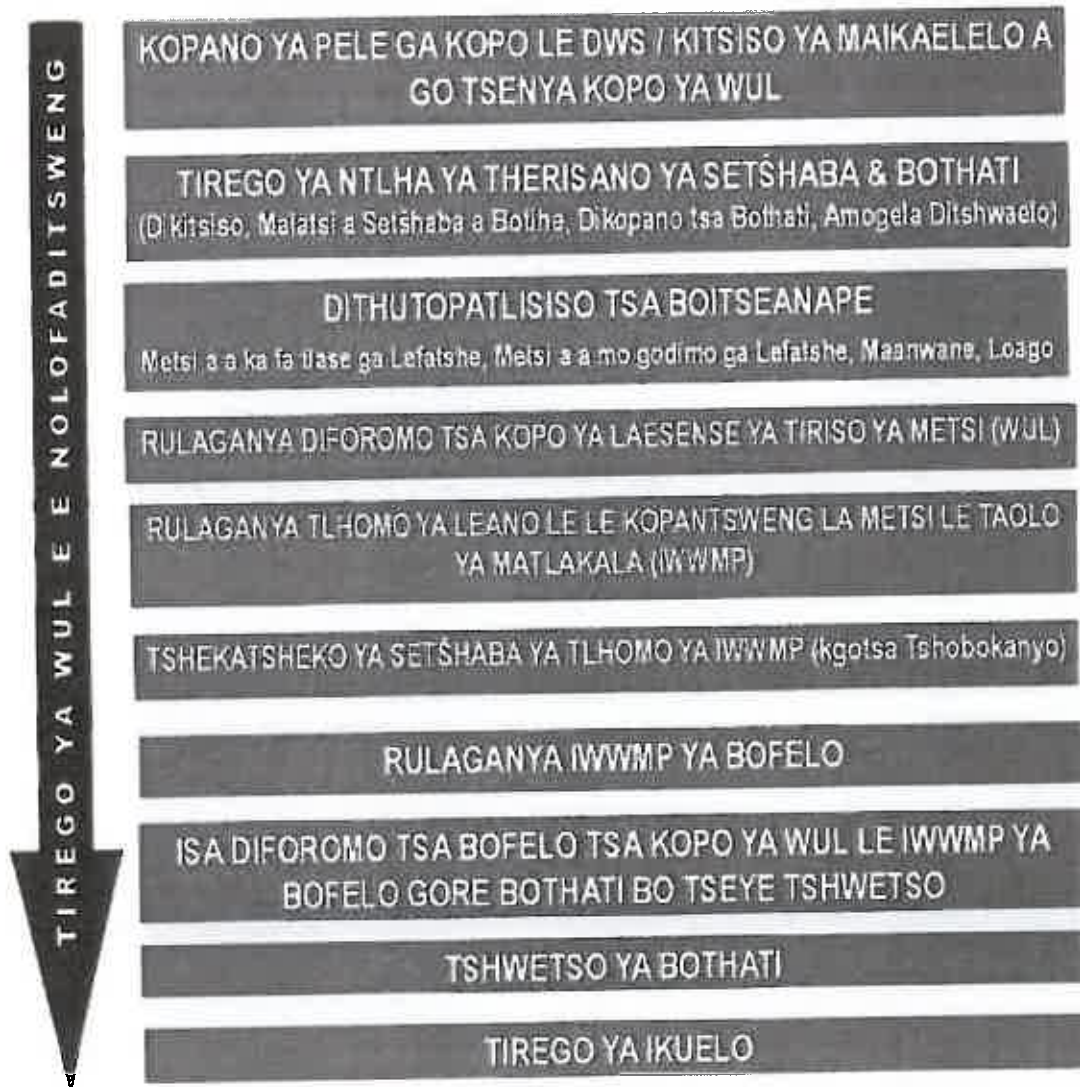 TIREGO YA WUL E E NOLOFADITSWENG
KOPANO YA PELE GA KOPO LE DWS / KITSISO YA MAIKAELELO A
GO TSENYA KOPO YA WUL
TIREGO YA NTLHA YA THERISANO YA SETŠHABA & BOTHATI
(Dikitsiso, Malatsi a Setšhaba a Botlha, Dikopano tsa Bothati, Amogela Ditshwaelo)
DITHUTOPATLISISO TSA BOITSEANAPE
Metsi a a ka fa tlase ga Lefatshe, Metsi a a mo godimo ga Lefatshe, Maanwane, Loago
RULAGANYA DIFOROMO TSA KOPO YA LAESENSE YA TIRISO YA METSI (WUL)
RULAGANYA TLHOMO YA LEANO LE LE KOPANTSWENG LA METSI LE TAOLO
YA MATLAKALA (IWWMP)
TSHEKATSHEKO YA SETŠHABA YA TLHOMO YA IWWMP (kgotsa Tshobokanyo)
RULAGANYA IWWMP YA BOFELO
ISA DIFOROMO TSA BOFELO TSA KOPO YA WUL LE IWWMP YA
BOFELO GORE BOTHATI BO TSEYE TSHWETSO
TSHWETSO YA BOTHATI
TIREGO YA IKUELO